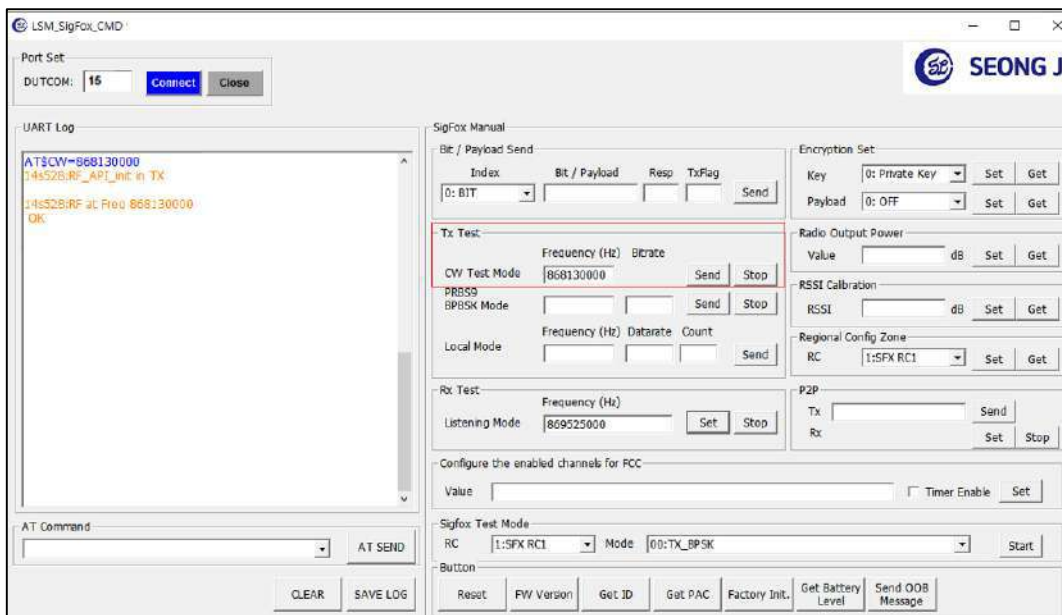 LSM_SigFox_CMD
Port Set
DUTCOM: 15 Connect Close
SEONG J
UART Log
AT$CW=868130000
14s528:RF_API_init in TX
14s528:RF at Freq 868130000
OK
AT Command
AT SEND
CLEAR SAVE LOG
SigFox Manual
Bit / Payload Send
Index Bit / Payload Resp TxFlag
0: BIT Send
Tx Test
Frequency (Hz) Bitrate
CW Test Mode 868130000 Send Stop
PRBS9
BPBSK Mode Send Stop
Frequency (Hz) Datarate Count
Local Mode Send
Rx Test
Frequency (Hz)
Listening Mode 869525000 Set Stop
Encryption Set
Key 0: Private Key Set Get
Payload 0: OFF Set Get
Radio Output Power
Value dB Set Get
RSSI Calibration
RSSI dB Set Get
Regional Config Zone
RC 1:SFX RC1 Set Get
P2P
Tx Send
Rx Set Stop
Configure the enabled channels for FCC
Value Timer Enable Set
Sigfox Test Mode
RC 1:SFX RC1 Mode 00:TX_BPSK Start
Button
Reset FW Version Get ID Get PAC Factory Init. Get Battery Level Send OOB Message